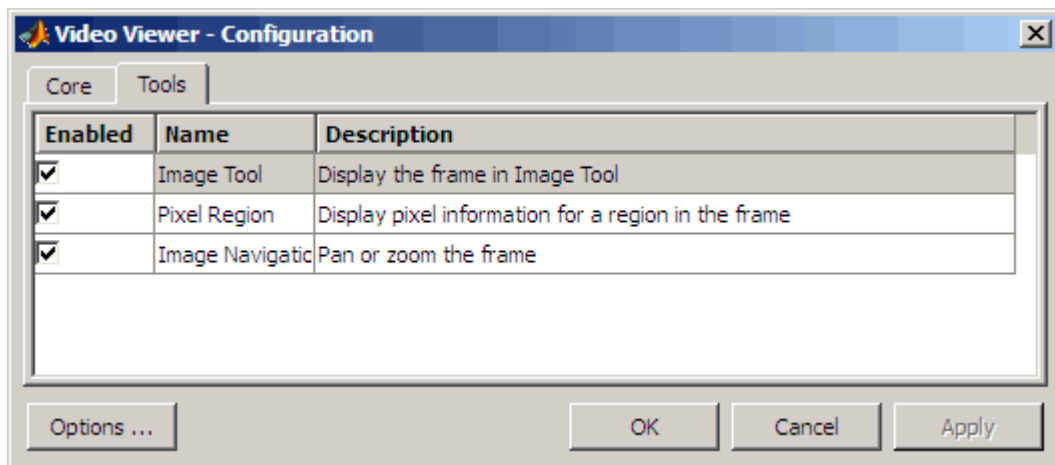 Video Viewer - Configuration
Core Tools
Enabled Name Description
Image Tool Display the frame in Image Tool
Pixel Region Display pixel information for a region in the frame
Image Navigatic Pan or zoom the frame
Options ... OK Cancel Apply